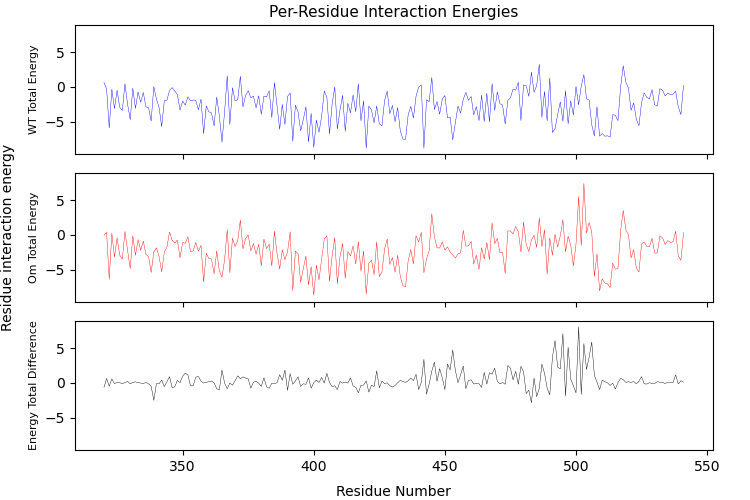 Per-Residue Interaction Energies
Residue interaction energy
WT Total Energy
5
0
−5
Om Total Energy
5
0
−5
Energy Total Difference
5
0
−5
350 400 450 500 550
Residue Number